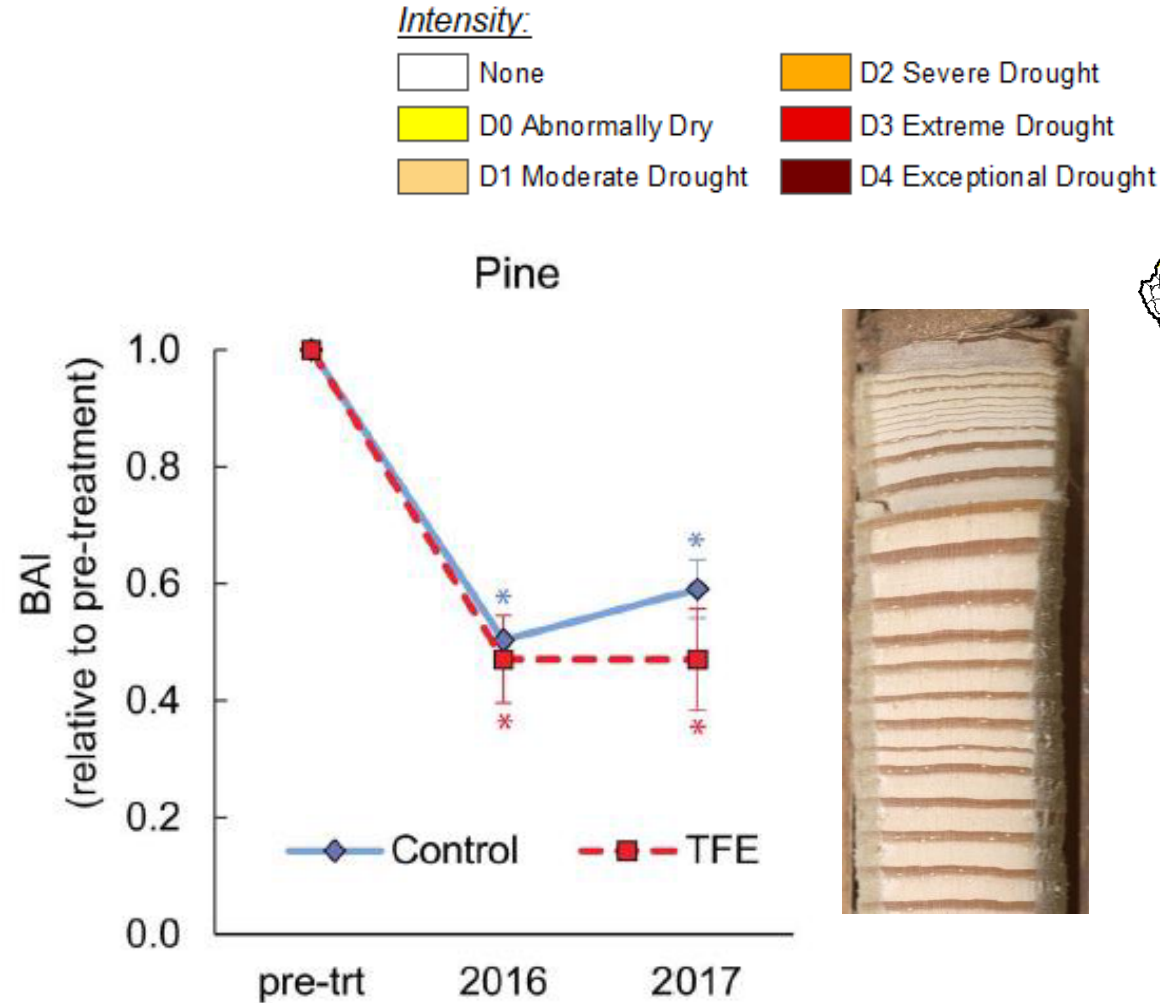 Intensity:
None
D2 Severe Drought
D0 Abnormally Dry
D3 Extreme Drought
D1 Moderate Drought
D4 Exceptional Drought
Pine
BAI
(relative to pre-treatment)
1.0
0.8
0.6
0.4
0.2
0.0
* *
* *
Control
TFE
pre-trt
2016
2017